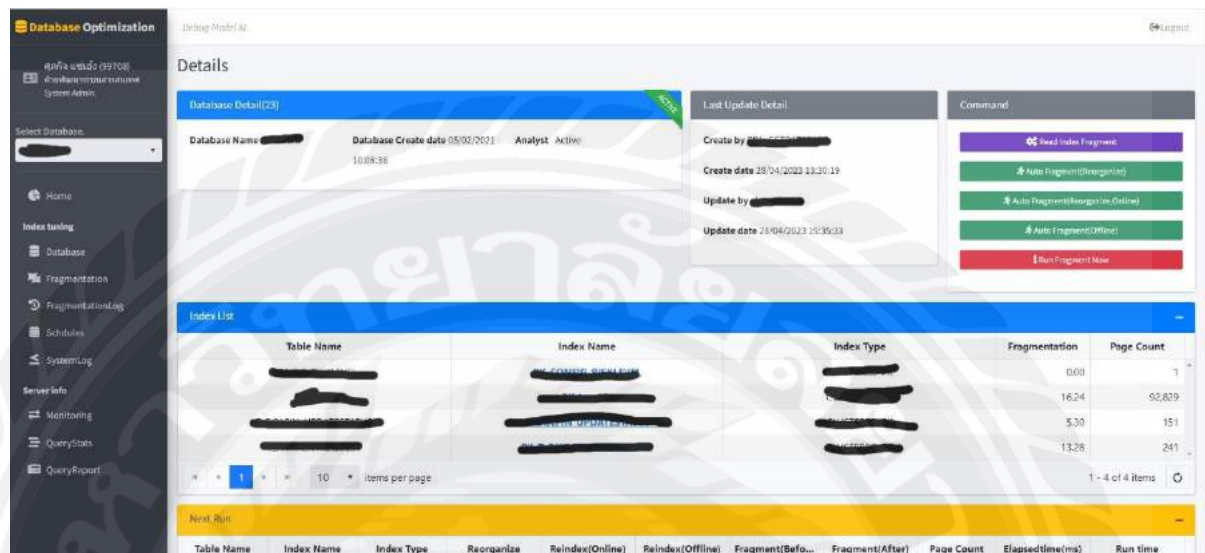 Database Optimization
Debug Model XL
Logout
(99708)
System Admin
Select Database.
Home
Index tuning
Database
Fragmentation
FragmentationLog
Schdules
SystemLog
Server info
Monitoring
QueryStats
QueryReport
Details
Database Detail(23)
ACTIVE
Database Name
Database Create date 05/02/2021
10:08:38
Analyst Active
Last Update Detail
Create by
Create date 28/04/2023 13:30:19
Update by
Update date 28/04/2023 15:35:33
Command
Read Index Fragment
Auto Fragment(Reorganize)
Auto Fragment(Reorganize,Online)
Auto Fragment(Offline)
Run Fragment Now
Index List
Table Name Index Name Index Type Fragmentation Page Count
0.00 1
16.24 92,829
5.30 151
13.28 241
1 10 items per page 1 - 4 of 4 items
Next Run
Table Name Index Name Index Type Reorganize Reindex(Online) Reindex(Offline) Fragment(Befo... Fragment(After) Page Count Elapsedtime(ms) Run time